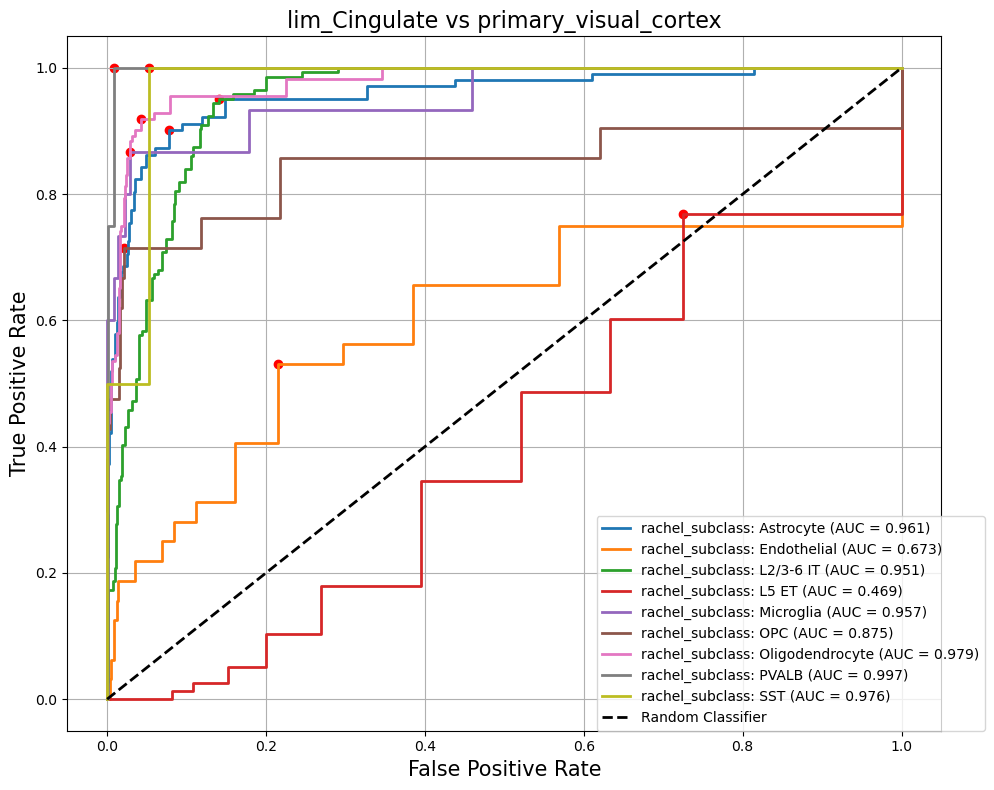 lim_Cingulate vs primary_visual_cortex
True Positive Rate
1.0
0.8
0.6
0.4
0.2
0.0
rachel_subclass: Astrocyte (AUC = 0.961)
rachel_subclass: Endothelial (AUC = 0.673)
rachel_subclass: L2/3-6 IT (AUC = 0.951)
rachel_subclass: L5 ET (AUC = 0.469)
rachel_subclass: Microglia (AUC = 0.957)
rachel_subclass: OPC (AUC = 0.875)
rachel_subclass: Oligodendrocyte (AUC = 0.979)
rachel_subclass: PVALB (AUC = 0.997)
rachel_subclass: SST (AUC = 0.976)
Random Classifier
0.0 0.2 0.4 0.6 0.8 1.0
False Positive Rate